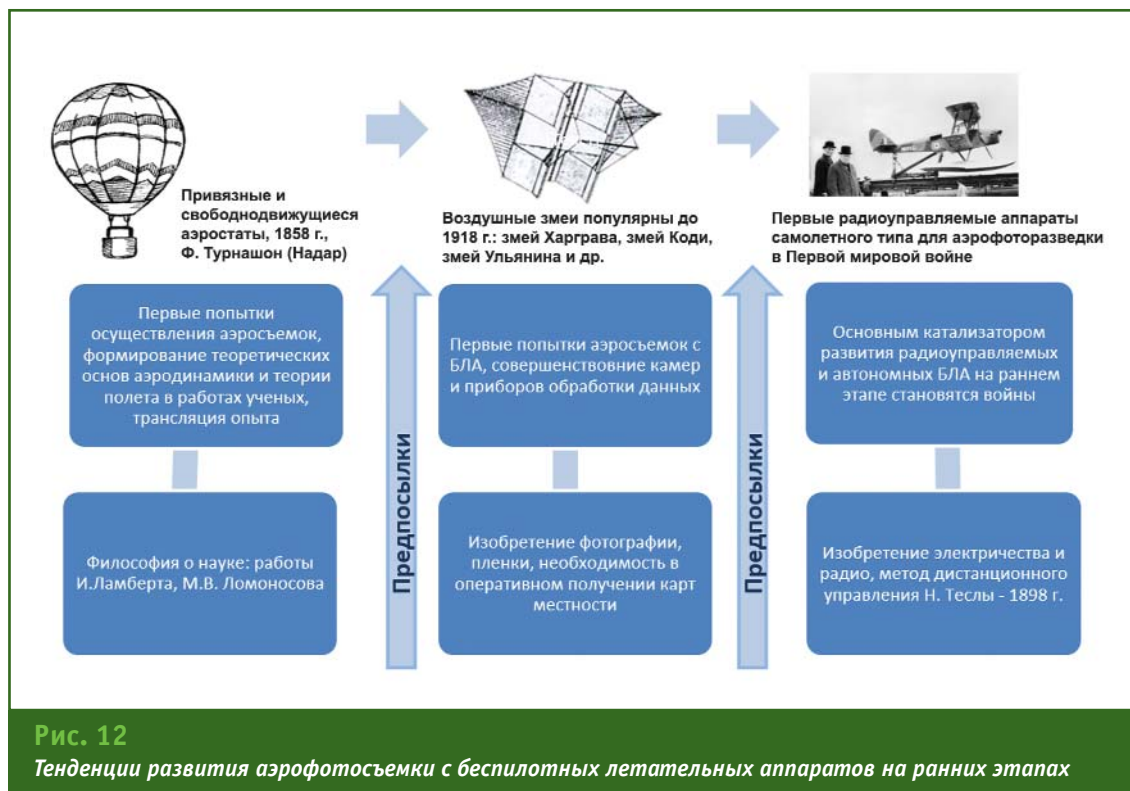 Привязные и
свободнодвижущиеся
аэростаты, 1858 г.,
Ф. Турнашон (Надар)
Воздушные змеи популярны до
1918 г.: змей Харграва, змей Коди,
змей Ульянина и др.
Первые радиоуправляемые аппараты
самолетного типа для аэрофоторазведки
в Первой мировой войне
Первые попытки
осуществления аэросъемок,
формирование теоретических
основ аэродинамики и теории
полета в работах ученых,
трансляция опыта
Философия о науке: работы
И.Ламберта, М.В. Ломоносова
Предпосылки
Первые попытки аэросъемок с
БЛА, совершенствовние камер
и приборов обработки данных
Изобретение фотографии,
пленки, необходимость в
оперативном получении карт
местности
Предпосылки
Основным катализатором
развития радиоуправляемых
и автономных БЛА на раннем
этапе становятся войны
Изобретение электричества и
радио, метод дистанционного
управления Н. Теслы - 1898 г.
Рис. 12
Тенденции развития аэрофотосъемки с беспилотных летательных аппаратов на ранних этапах